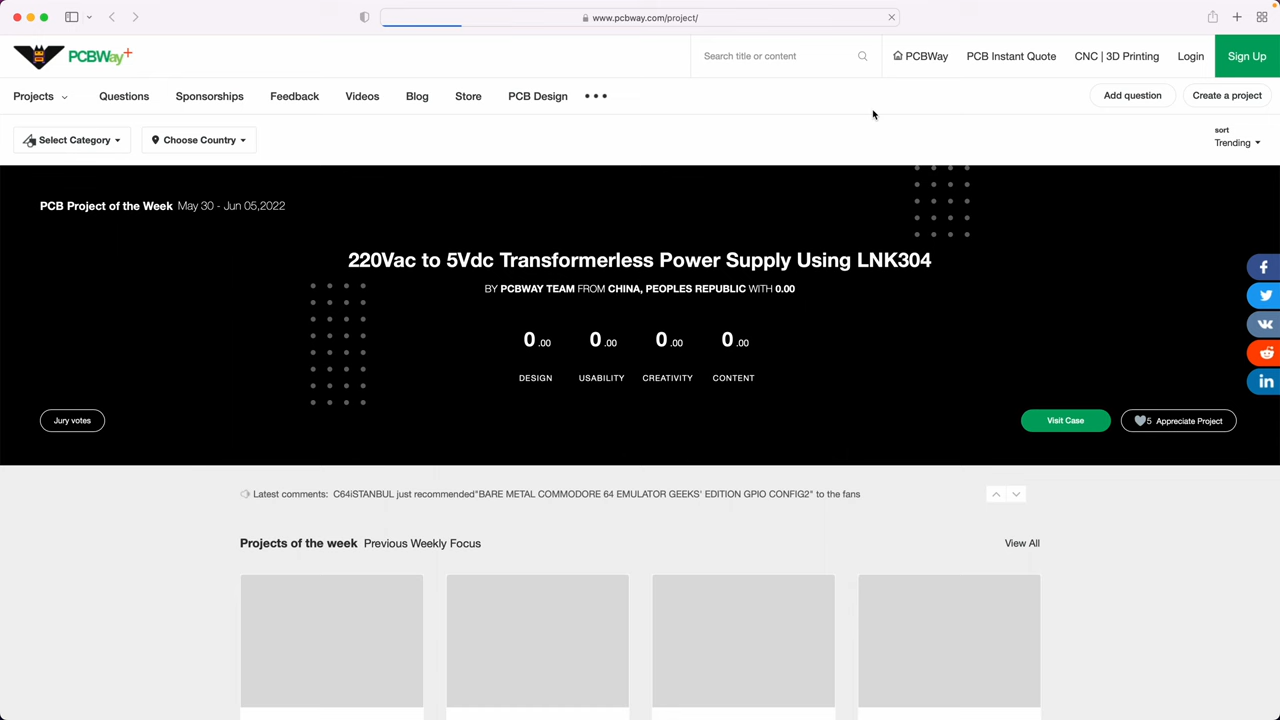 www.pcbway.com/project/
PCBWay+
Search title or content
PCBWay
PCB Instant Quote
CNC | 3D Printing
Login
Sign Up
Projects
Questions
Sponsorships
Feedback
Videos
Blog
Store
PCB Design
Add question
Create a project
Select Category
Choose Country
sort
Trending
PCB Project of the Week May 30 - Jun 05,2022
220Vac to 5Vdc Transformerless Power Supply Using LNK304
BY PCBWAY TEAM FROM CHINA, PEOPLES REPUBLIC WITH 0.00
0.00 0.00 0.00 0.00
DESIGN USABILITY CREATIVITY CONTENT
Jury votes
Visit Case
5 Appreciate Project
Latest comments: C64iSTANBUL just recommended"BARE METAL COMMODORE 64 EMULATOR GEEKS' EDITION GPIO CONFIG2" to the fans
Projects of the week Previous Weekly Focus
View All